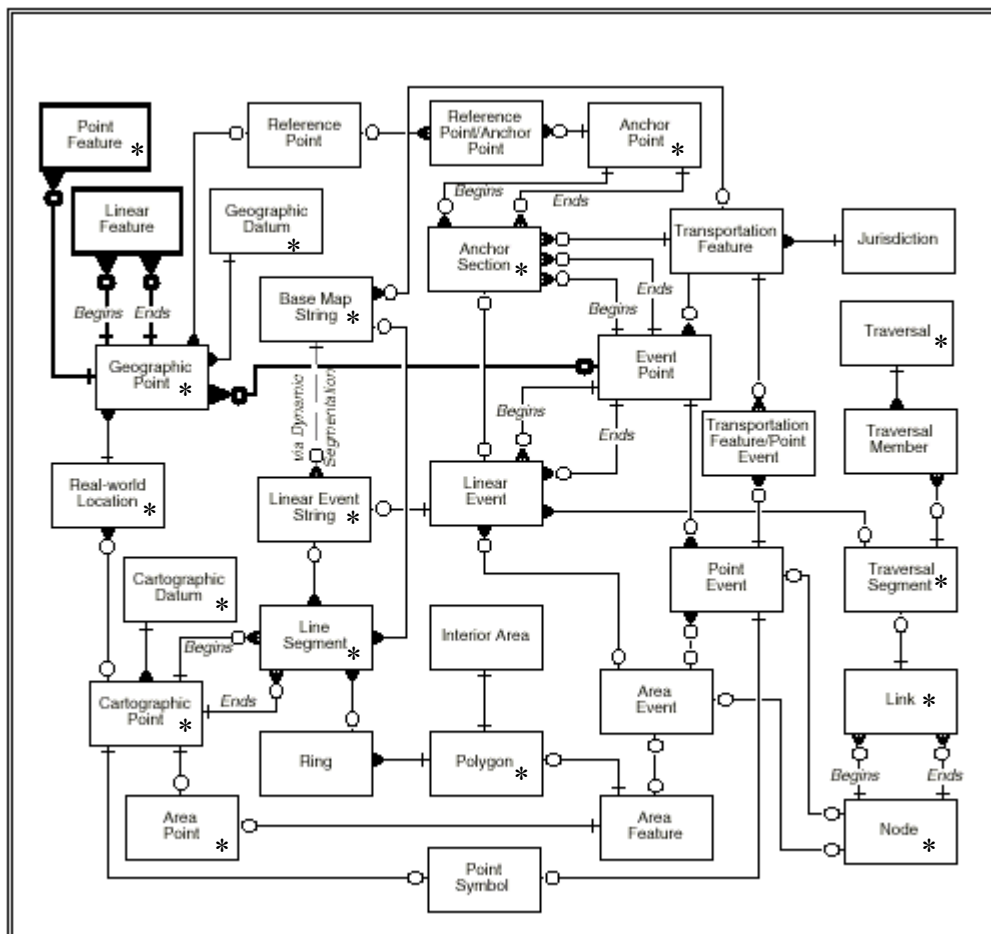 Point
Feature *
Reference
Point
Reference
Point/Anchor
Point
Anchor
Point *
Begins
Ends
Linear
Feature
Geographic
Datum *
Anchor
Section *
Transportation
Feature
Jurisdiction
Base Map
String *
Begins
Ends
Ends
Begins
Geographic
Point *
Event
Point
Traversal *
via Dynamic
Segmentation
Begins
Ends
Transportation
Feature/Point
Event
Traversal
Member
Real-world
Location *
Linear Event
String *
Linear
Event
Cartographic
Datum *
Point
Event
Traversal
Segment *
Begins
Line
Segment *
Interior Area
Cartographic
Point *
Ends
Area
Event
Link *
Ring
Polygon *
Begins
Ends
Area
Point *
Area
Feature
Node *
Point
Symbol